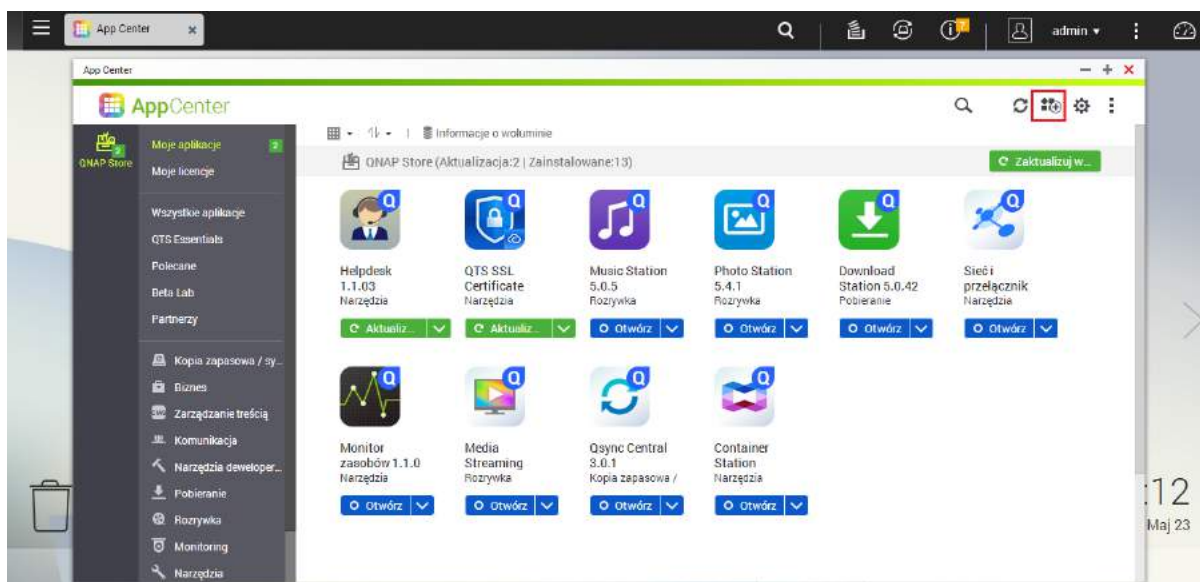 App Center
7
admin
App Center
AppCenter
2
QNAP Store
Moje aplikacje 2
Moje licencje
Wszystkie aplikacje
QTS Essentials
Polecane
Beta Lab
Partnerzy
Kopia zapasowa / sy...
Biznes
Zarządzanie treścią
Komunikacja
Narzędzia deweloper...
Pobieranie
Rozrywka
Monitoring
Narzędzia
Informacje o woluminie
QNAP Store (Aktualizacja:2 | Zainstalowane:13)
Zaktualizuj w...
Helpdesk
1.1.03
Narzędzia
Aktualiz...
QTS SSL
Certificate
Narzędzia
Aktualiz...
Music Station
5.0.5
Rozrywka
Otwórz
Photo Station
5.4.1
Rozrywka
Otwórz
Download
Station 5.0.42
Pobieranie
Otwórz
Sieć i
przełącznik
Narzędzia
Otwórz
Monitor
zasobów 1.1.0
Narzędzia
Otwórz
Media
Streaming
Rozrywka
Otwórz
Qsync Central
3.0.1
Kopia zapasowa /
Otwórz
Container
Station
Narzędzia
Otwórz
:12
Maj 23